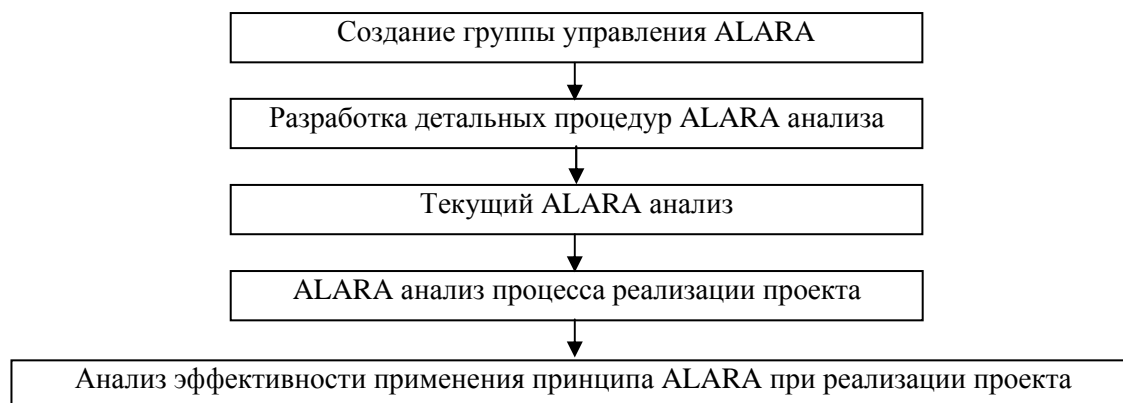 Создание группы управления ALARA
Разработка детальных процедур ALARA анализа
Текущий ALARA анализ
ALARA анализ процесса реализации проекта
Анализ эффективности применения принципа ALARA при реализации проекта